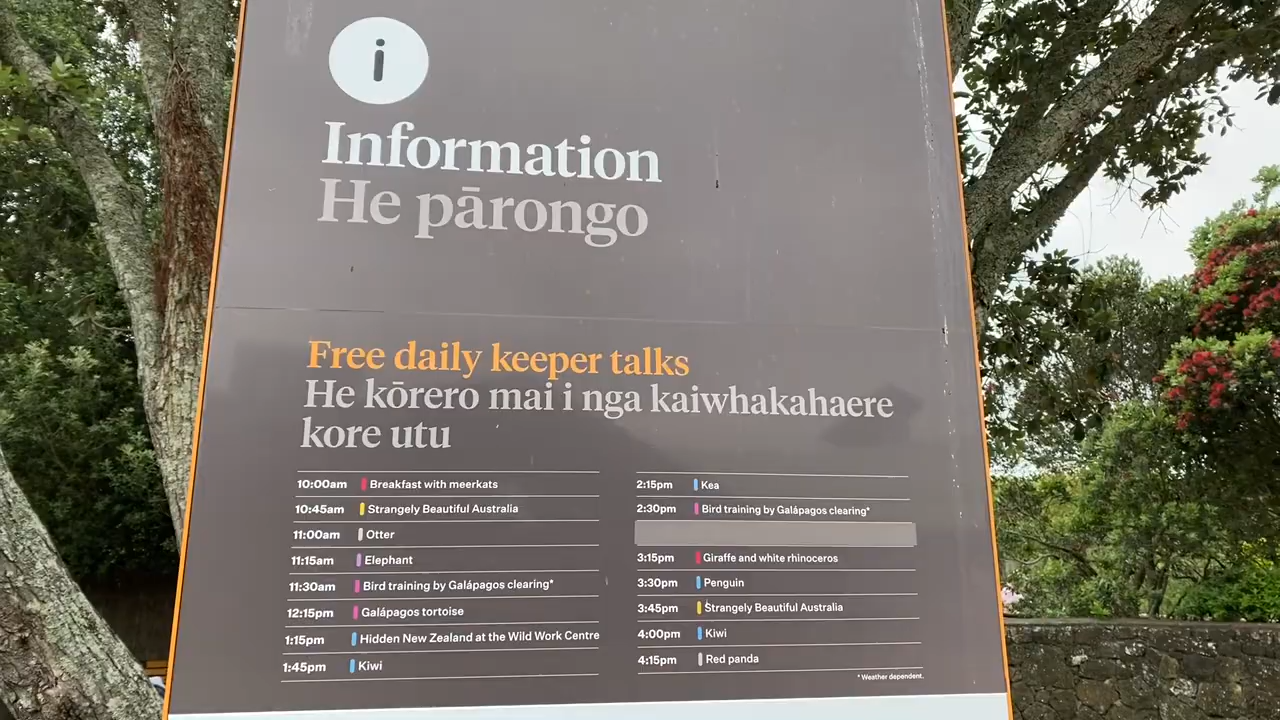 i
Information
He pārongo
Free daily keeper talks
He kōrero mai i nga kaiwhakahaere
kore utu
10:00am Breakfast with meerkats
10:45am Strangely Beautiful Australia
11:00am Otter
11:15am Elephant
11:30am Bird training by Galápagos clearing*
12:15pm Galápagos tortoise
1:15pm Hidden New Zealand at the Wild Work Centre
1:45pm Kiwi
2:15pm Kea
2:30pm Bird training by Galápagos clearing*
3:15pm Giraffe and white rhinoceros
3:30pm Penguin
3:45pm Strangely Beautiful Australia
4:00pm Kiwi
4:15pm Red panda
* Weather dependent.